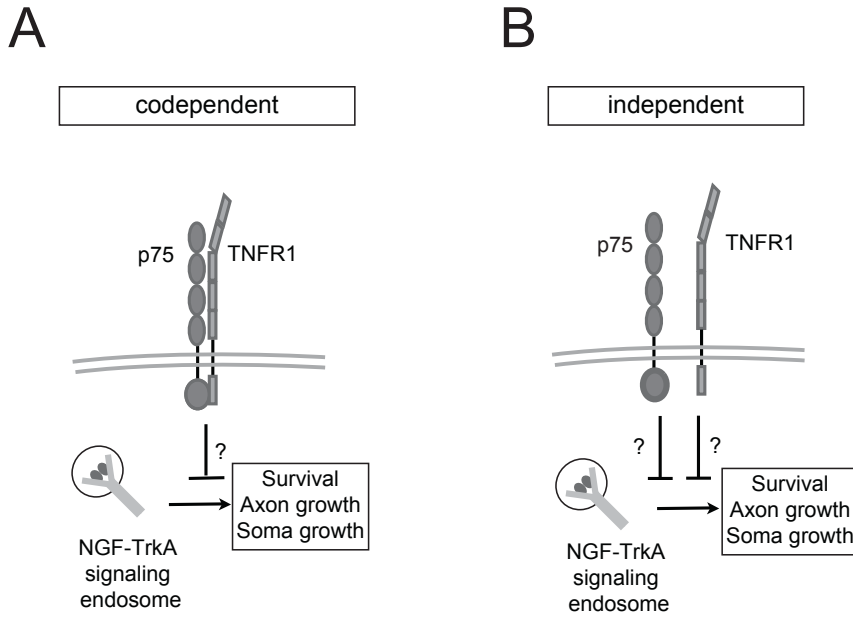 A
codependent
p75
TNFR1
?
Survival
Axon growth
Soma growth
NGF-TrkA
signaling
endosome
B
independent
p75
TNFR1
?
?
Survival
Axon growth
Soma growth
NGF-TrkA
signaling
endosome